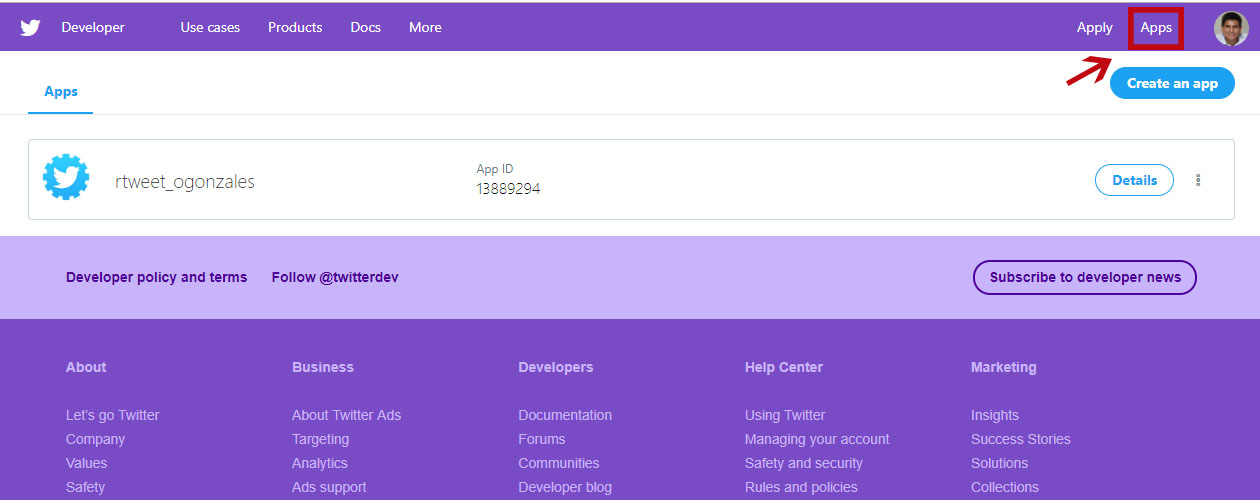 Developer Use cases Products Docs More Apply Apps
Apps Create an app
rtweet_ogonzales
App ID
13889294
Details
Developer policy and terms Follow @twitterdev Subscribe to developer news
About Business Developers Help Center Marketing
Let's go Twitter About Twitter Ads Documentation Using Twitter Insights
Company Targeting Forums Managing your account Success Stories
Values Analytics Communities Safety and security Solutions
Safety Ads support Developer blog Rules and policies Collections